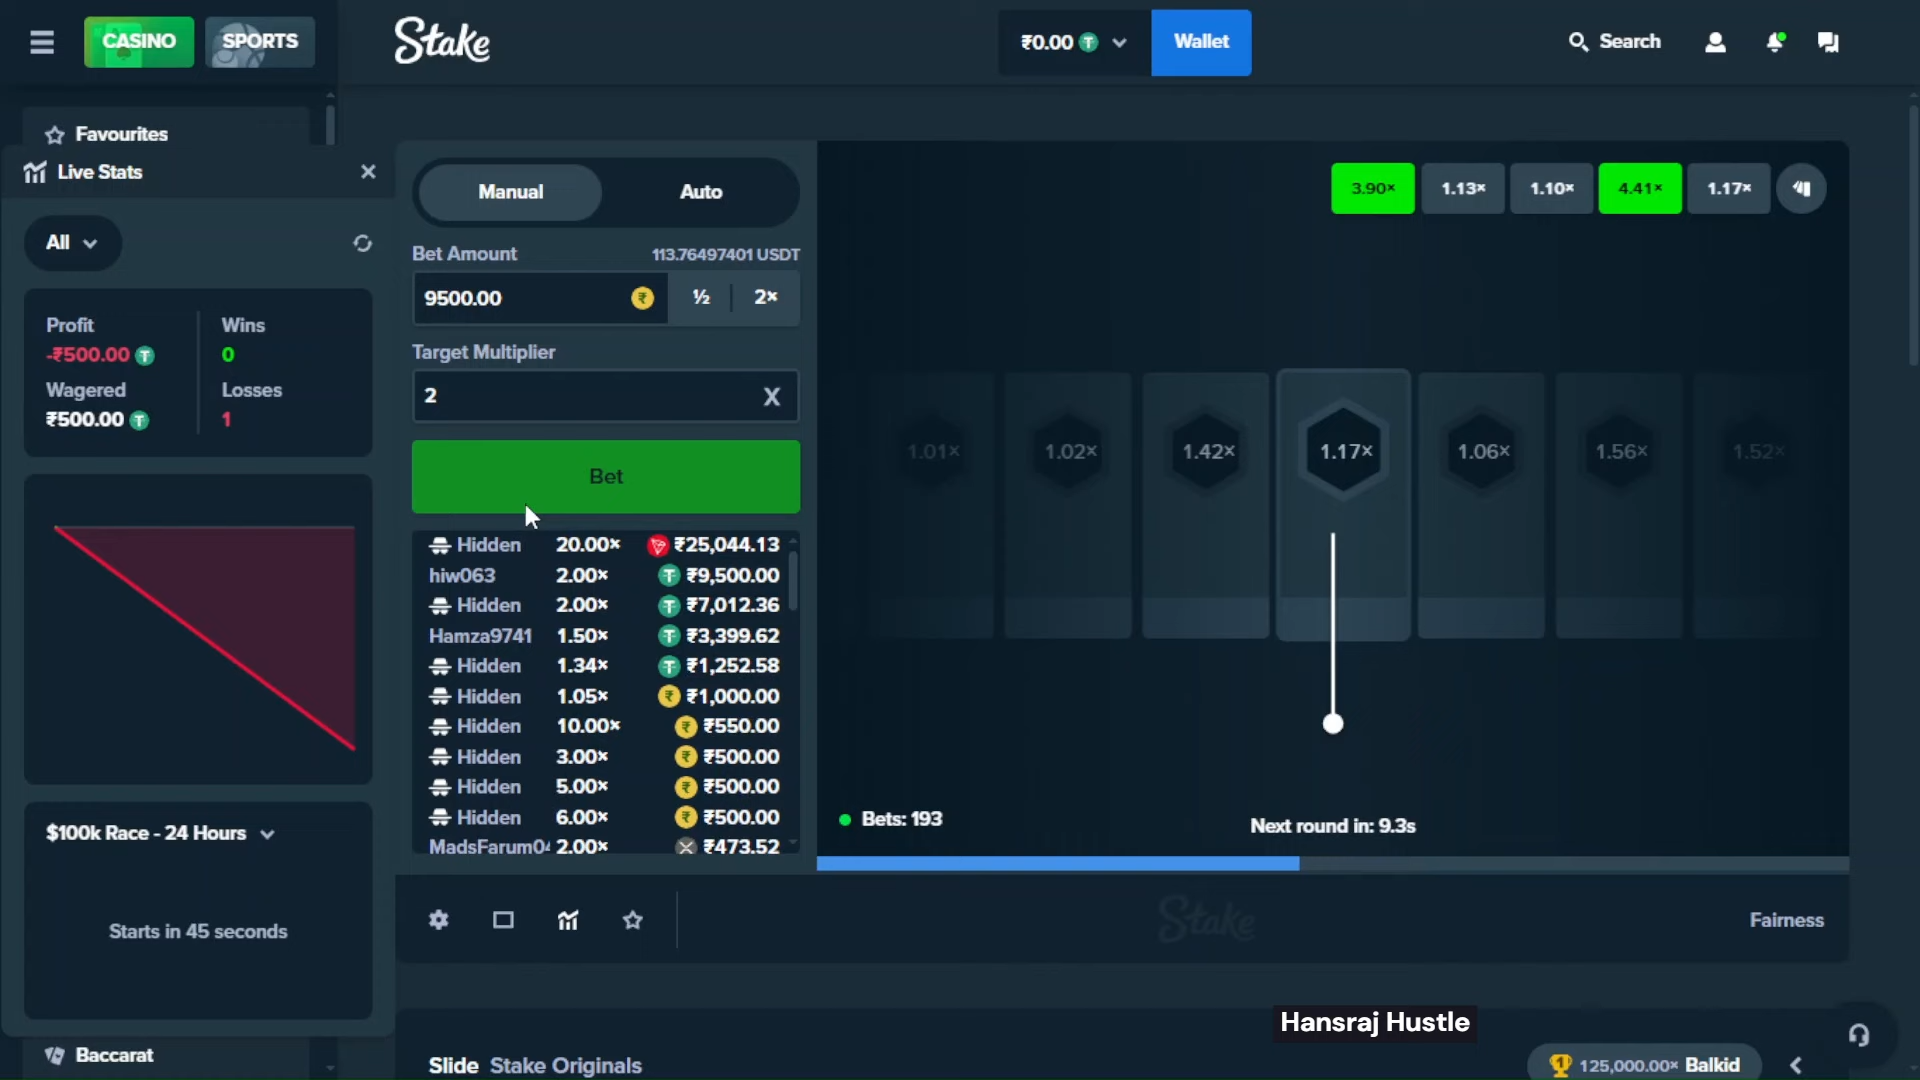 CASINO
SPORTS
Stake
₹0.00
Wallet
Search
Favourites
Live Stats
All
Profit
-₹500.00
Wins
0
Wagered
₹500.00
Losses
1
$100k Race - 24 Hours
Starts in 45 seconds
Baccarat
Manual
Auto
Bet Amount
113.76497401 USDT
9500.00
½
2×
Target Multiplier
2
X
Bet
Hidden 20.00× ₹25,044.13
hiw063 2.00× ₹9,500.00
Hidden 2.00× ₹7,012.36
Hamza9741 1.50× ₹3,399.62
Hidden 1.34× ₹1,252.58
Hidden 1.05× ₹1,000.00
Hidden 10.00× ₹550.00
Hidden 3.00× ₹500.00
Hidden 5.00× ₹500.00
Hidden 6.00× ₹500.00
MadsFarum04 2.00× ₹473.52
3.90× 1.13× 1.10× 4.41× 1.17×
1.01× 1.02× 1.42× 1.17× 1.06× 1.56× 1.52×
Bets: 193
Next round in: 9.3s
Stake
Fairness
Hansraj Hustle
Slide Stake Originals
125,000.00× Balkid